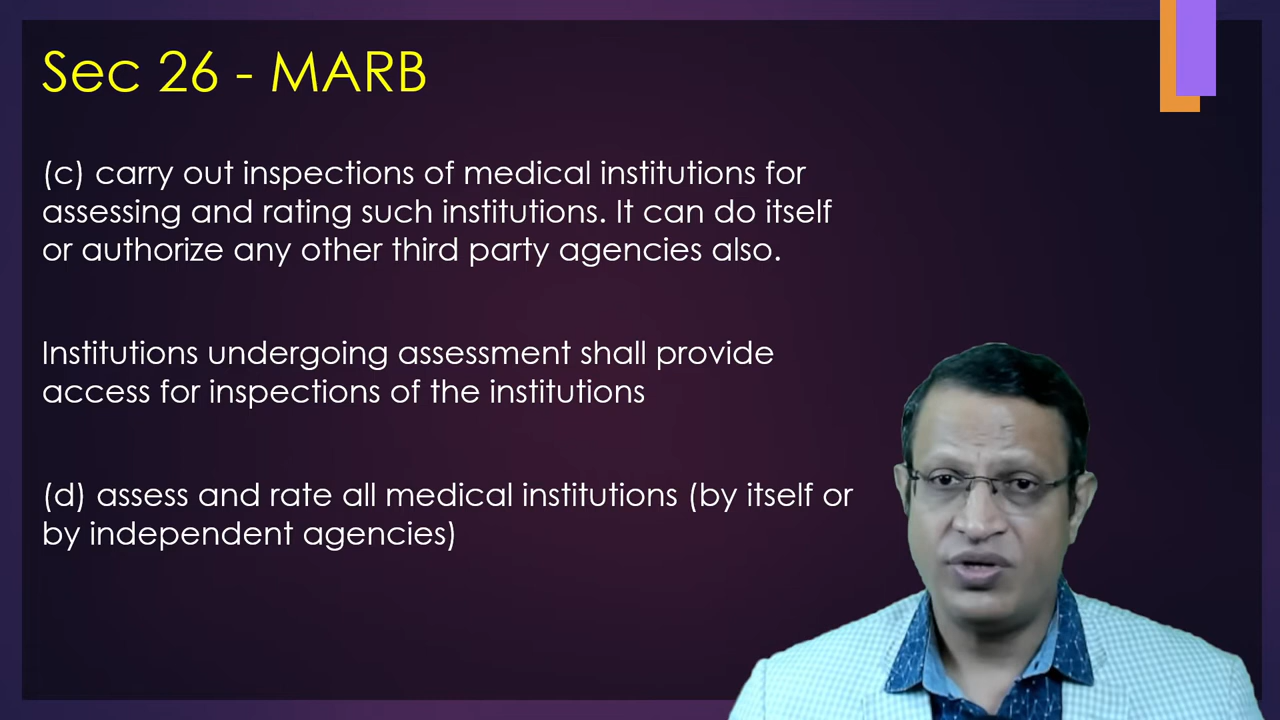 Sec 26 - MARB
(c) carry out inspections of medical institutions for
assessing and rating such institutions. It can do itself
or authorize any other third party agencies also.
Institutions undergoing assessment shall provide
access for inspections of the institutions
(d) assess and rate all medical institutions (by itself or
by independent agencies)